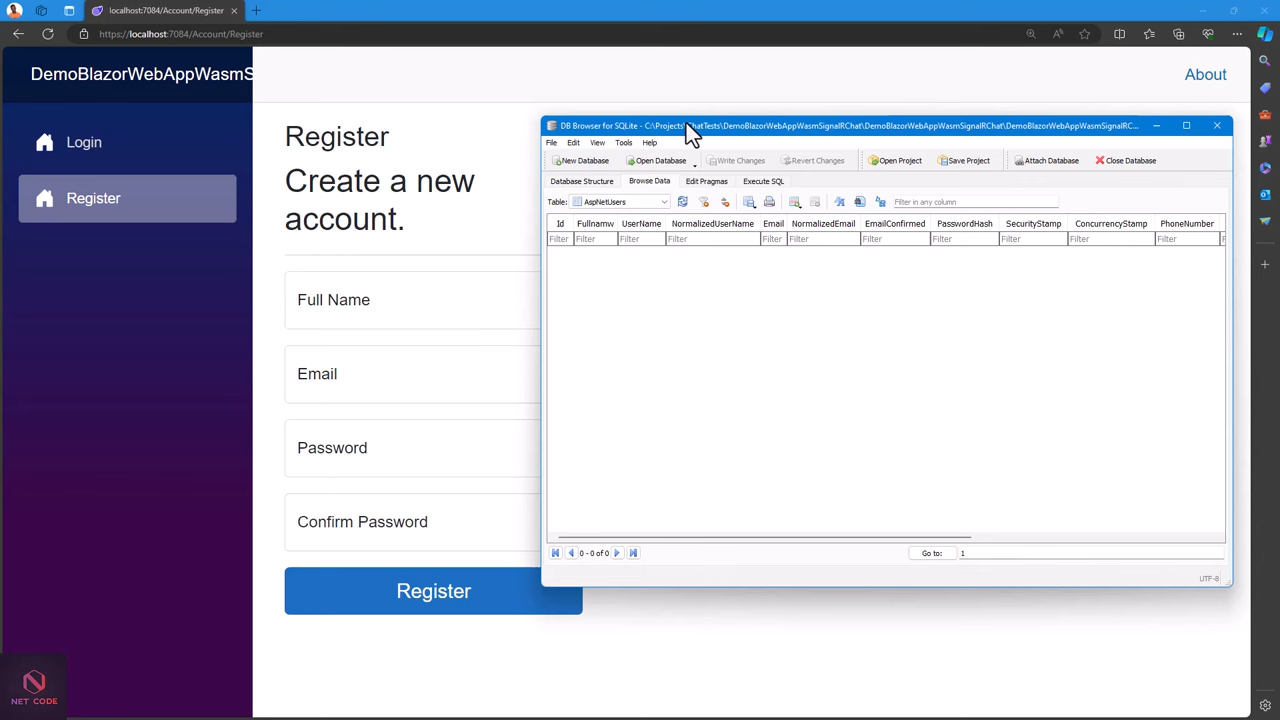 localhost:7084/Account/Register
https://localhost:7084/Account/Register
DemoBlazorWebAppWasmS
About
Login
Register
Register
Create a new
account.
Full Name
Email
Password
Confirm Password
Register
DB Browser for SQLite - C:\Projects\ChatTests\DemoBlazorWebAppWasmSignalRChat\DemoBlazorWebAppWasmSignalRChat\DemoBlazorWebAppWasmSignalRC...
File Edit View Tools Help
New Database Open Database Write Changes Revert Changes Open Project Save Project Attach Database Close Database
Database Structure Browse Data Edit Pragmas Execute SQL
Table: AspNetUsers Filter in any column
Id Fullnamw UserName NormalizedUserName Email NormalizedEmail EmailConfirmed PasswordHash SecurityStamp ConcurrencyStamp PhoneNumber
Filter Filter Filter Filter Filter Filter Filter Filter Filter Filter Filter F
0 - 0 of 0 Go to: 1
UTF-8
NET CODE